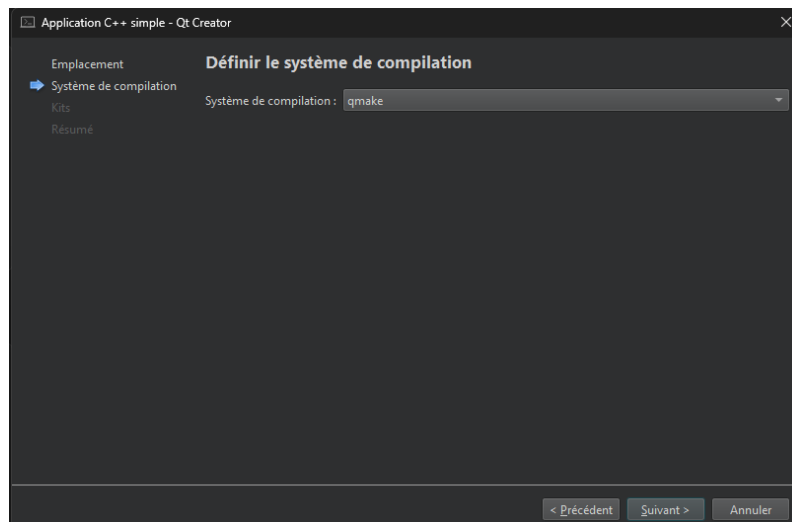 Application C++ simple - Qt Creator
Emplacement
Système de compilation
Kits
Résumé
Définir le système de compilation
Système de compilation : qmake
< Précédent Suivant > Annuler